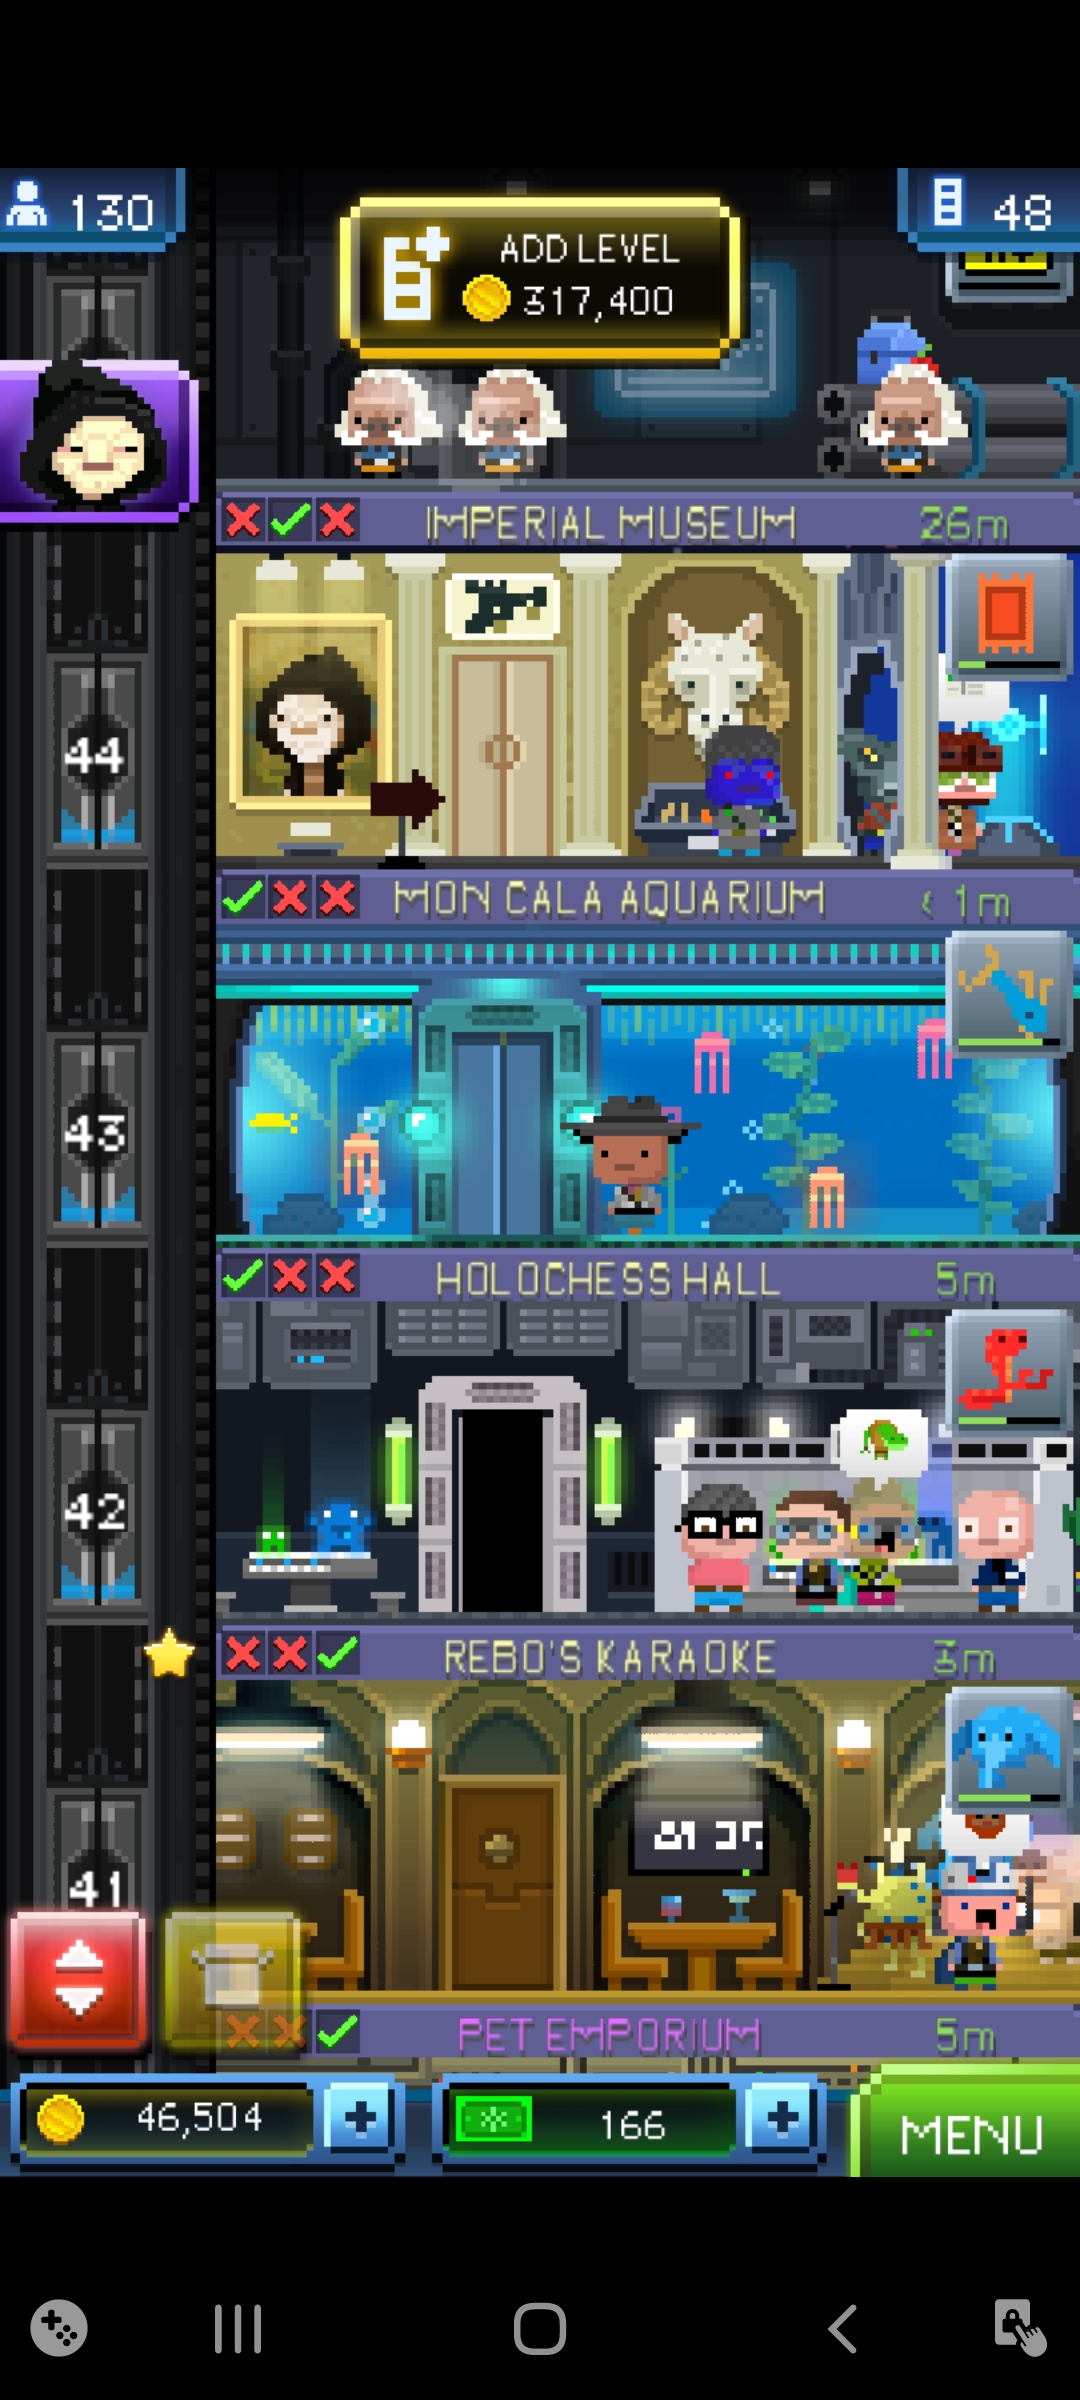 130
ADD LEVEL
317,400
48
IMPERIAL MUSEUM 26m
44
MON CALA AQUARIUM < 1m
43
HOLOCHESS HALL 5m
42
REBO'S KARAOKE 3m
41
PET EMPORIUM 5m
46,504 +
166 +
MENU